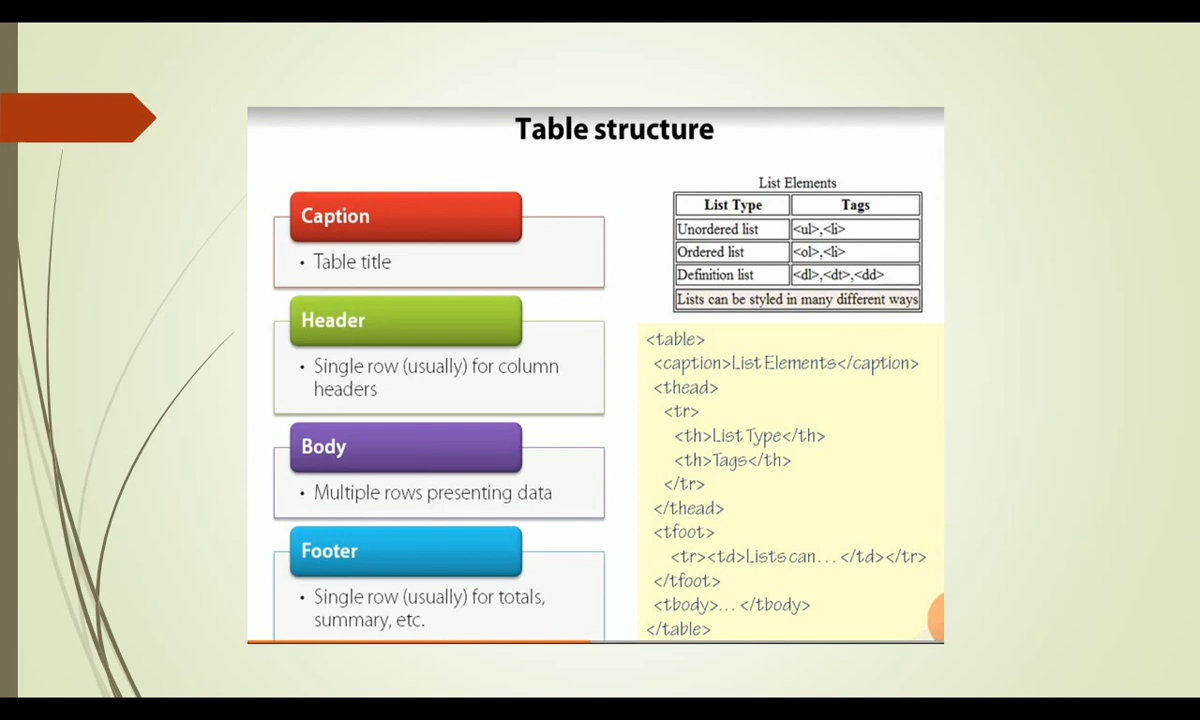 Table structure
Caption
• Table title
Header
• Single row (usually) for column
headers
Body
• Multiple rows presenting data
Footer
• Single row (usually) for totals,
summary, etc.
List Elements
List Type Tags
Unordered list <ul>,<li>
Ordered list <ol>,<li>
Definition list <dl>,<dt>,<dd>
Lists can be styled in many different ways
<table>
<caption>List Elements</caption>
<thead>
<tr>
<th>List Type</th>
<th>Tags</th>
</tr>
</thead>
<tfoot>
<tr><td>Lists can... </td></tr>
</tfoot>
<tbody>... </tbody>
</table>